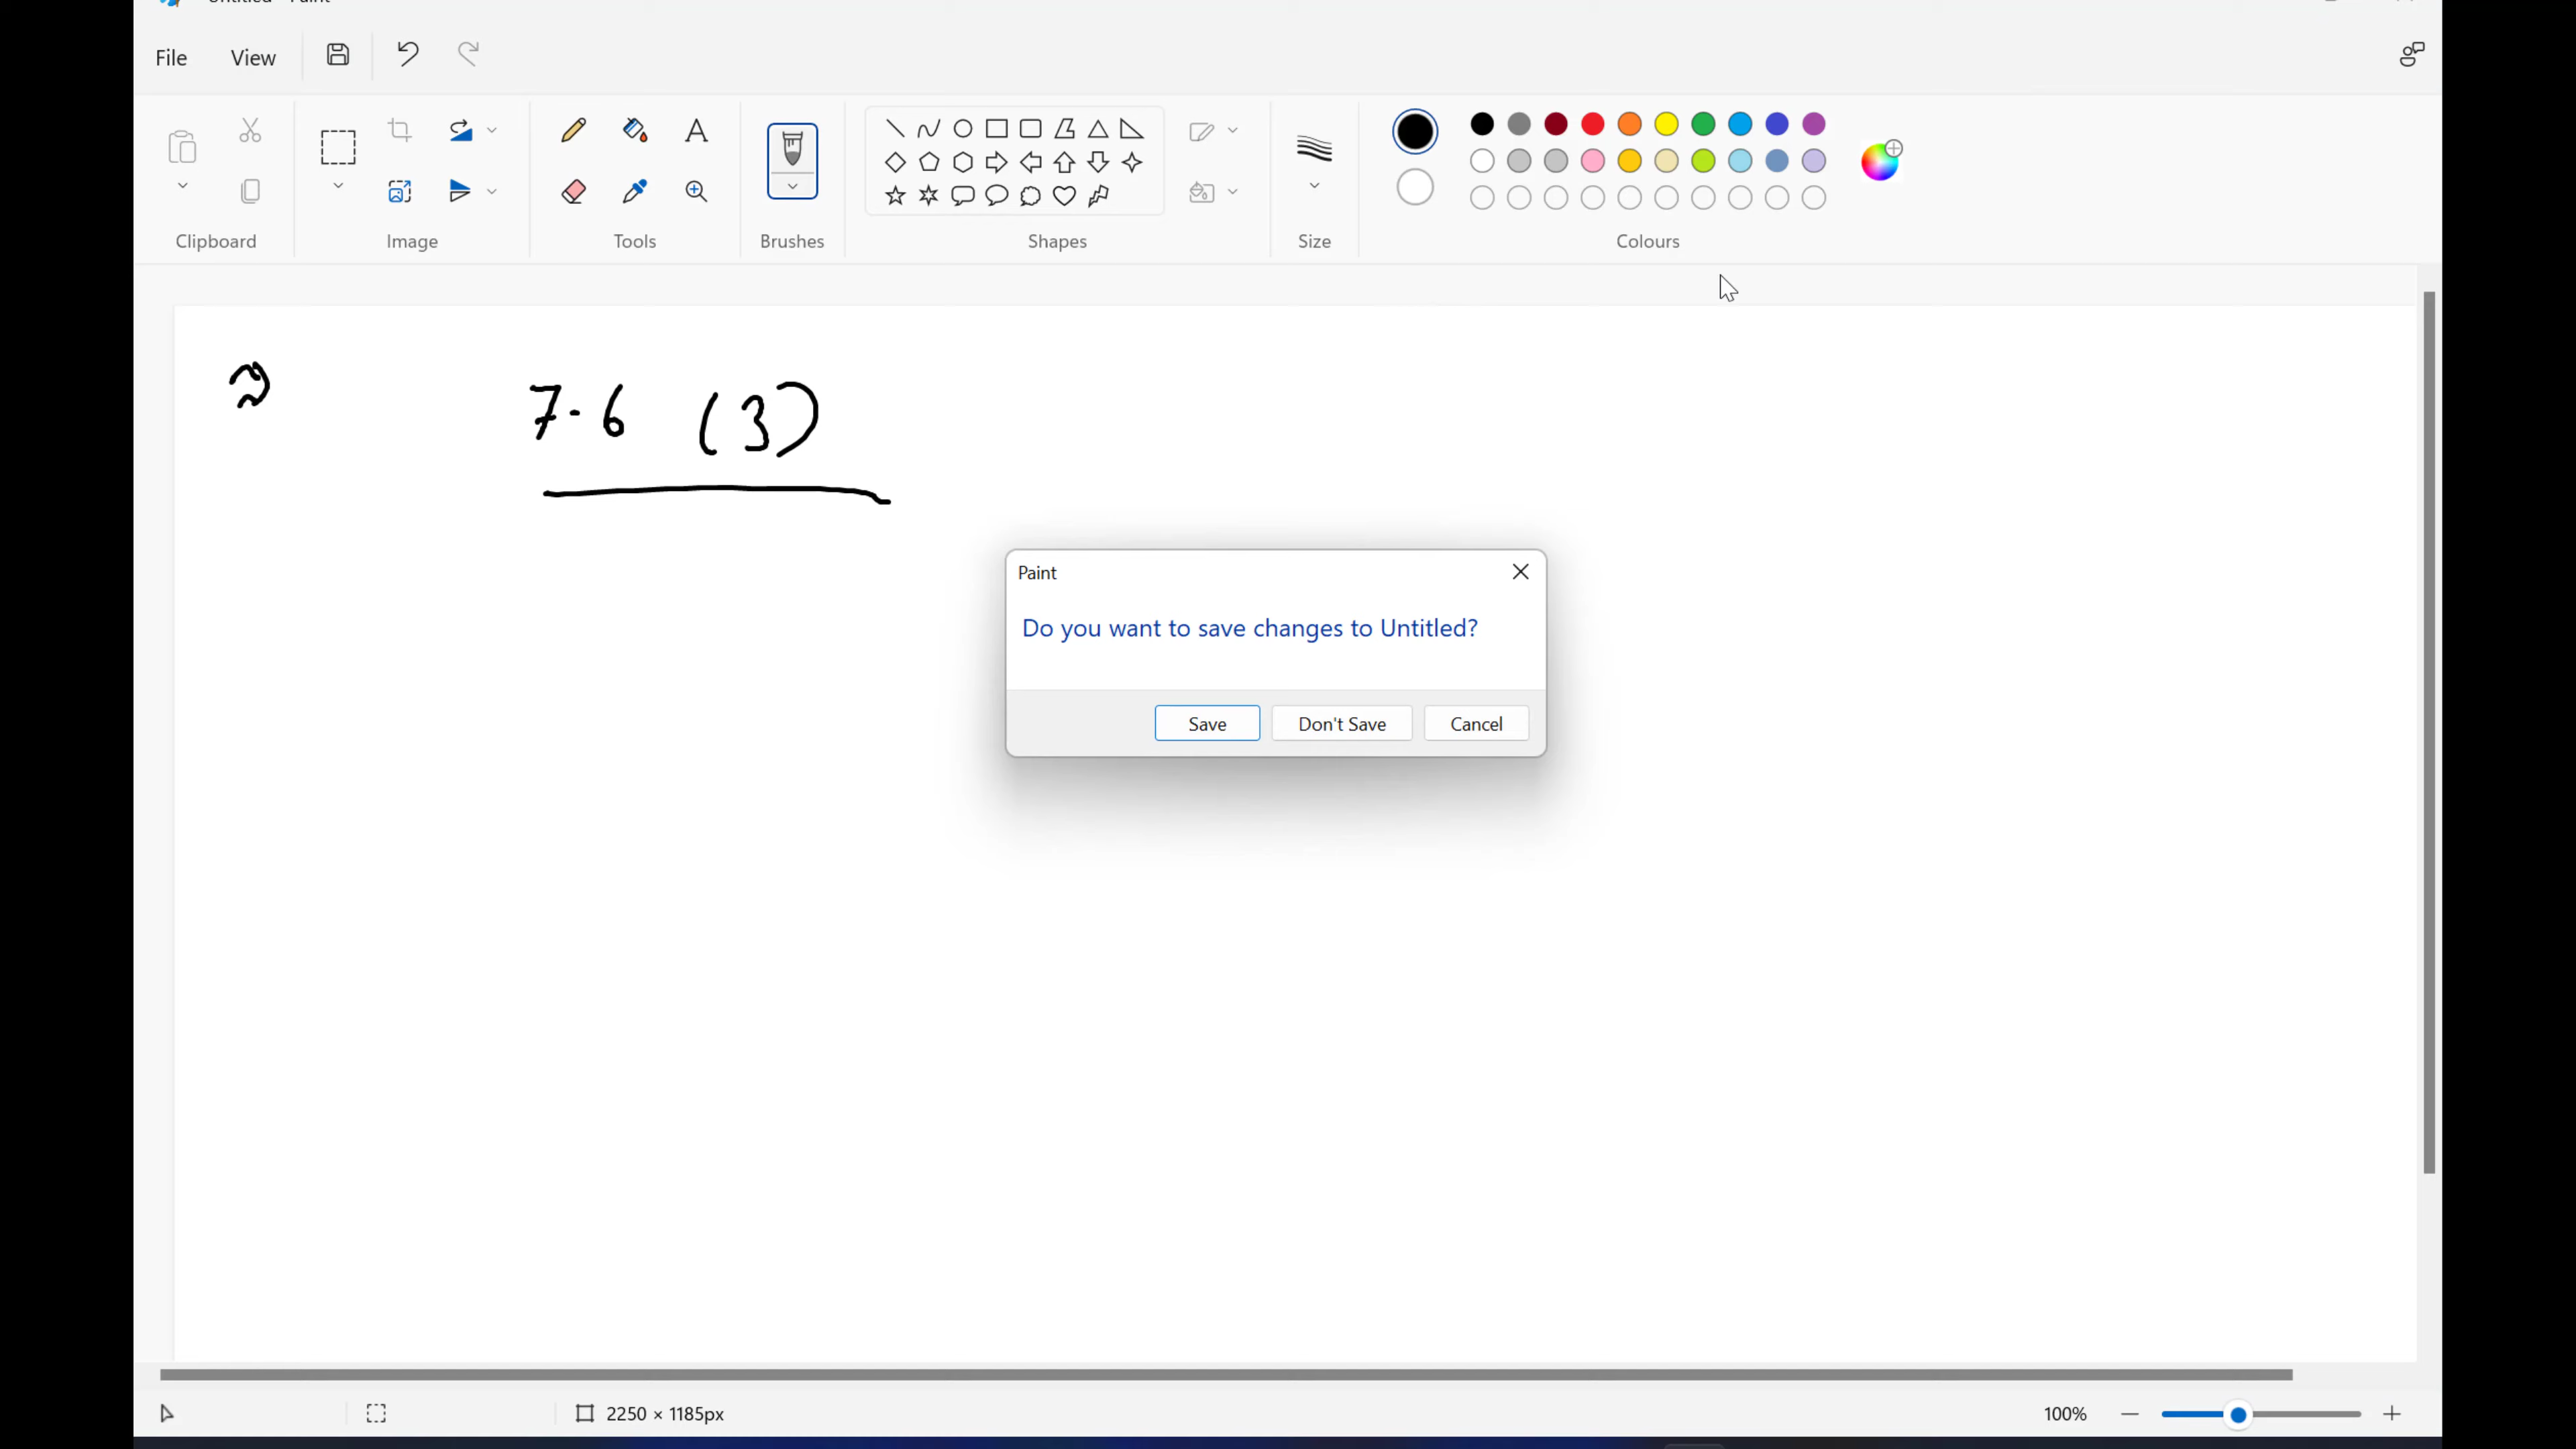 File View
Clipboard Image Tools Brushes Shapes Size Colours
7-6 (3)
Paint
Do you want to save changes to Untitled?
Save Don't Save Cancel
2250 × 1185px 100%